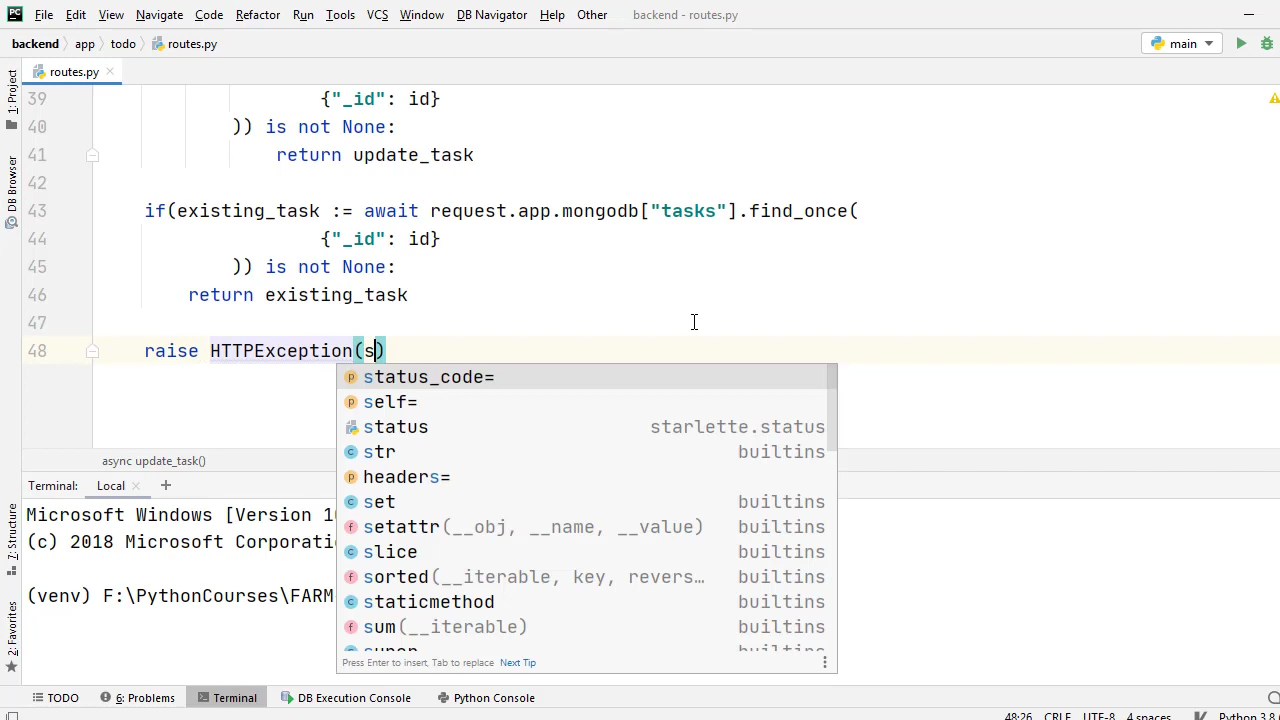 PC File Edit View Navigate Code Refactor Run Tools VCS Window DB Navigator Help Other backend - routes.py
backend app todo routes.py main
routes.py
1: Project
DB Browser
7: Structure
2: Favorites
39 {"_id": id}
40 )) is not None:
41 return update_task
42
43 if(existing_task := await request.app.mongodb["tasks"].find_once(
44 {"_id": id}
45 )) is not None:
46 return existing_task
47
48 raise HTTPException(s)
status_code=
self=
status starlette.status
str builtins
headers=
set builtins
setattr(__obj, __name, __value) builtins
slice builtins
sorted(__iterable, key, revers… builtins
staticmethod builtins
sum(__iterable) builtins
super builtins
Press Enter to insert, Tab to replace Next Tip
async update_task()
Terminal: Local +
Microsoft Windows [Version
(c) 2018 Microsoft
(venv) F:\PythonCourses\FARM
TODO 6: Problems Terminal DB Execution Console Python Console
48:26 CRLF UTF-8 4 spaces Python 3.8